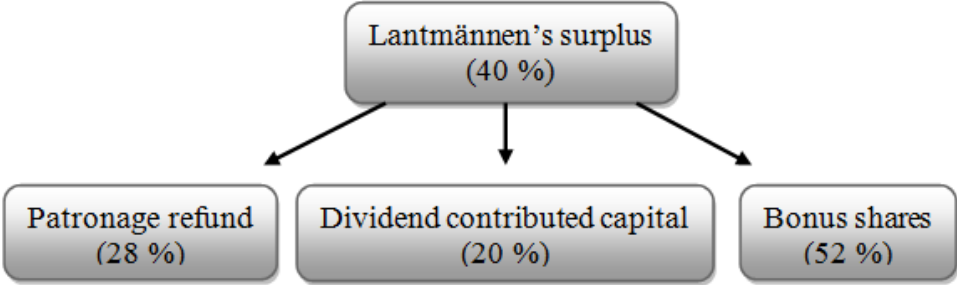 Lantmännen’s surplus
(40 %)
Patronage refund
(28 %)
Dividend contributed capital
(20 %)
Bonus shares
(52 %)